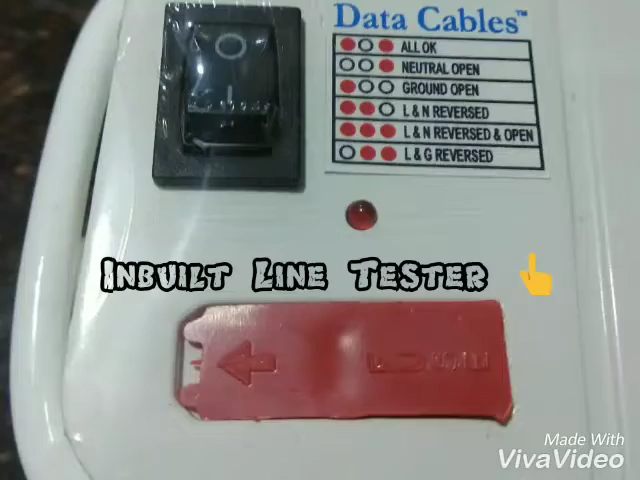 Data Cables™
ALL OK
NEUTRAL OPEN
GROUND OPEN
L & N REVERSED
L & N REVERSED & OPEN
L & G REVERSED
INBUILT LINE TESTER
Made With
VivaVideo